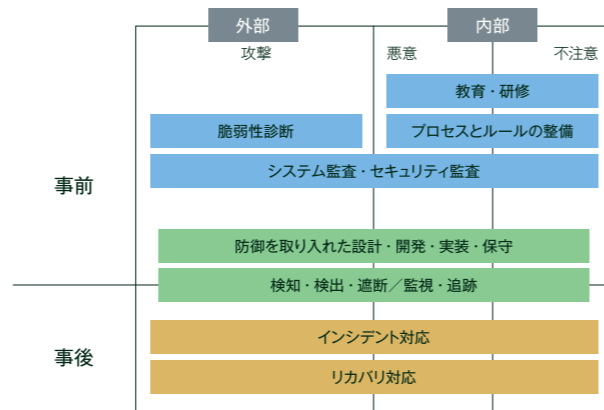 外部
内部
攻撃
悪意
不注意
教育・研修
脆弱性診断
プロセスとルールの整備
システム監査・セキュリティ監査
事前
防御を取り入れた設計・開発・実装・保守
検知・検出・遮断／監視・追跡
インシデント対応
事後
リカバリ対応